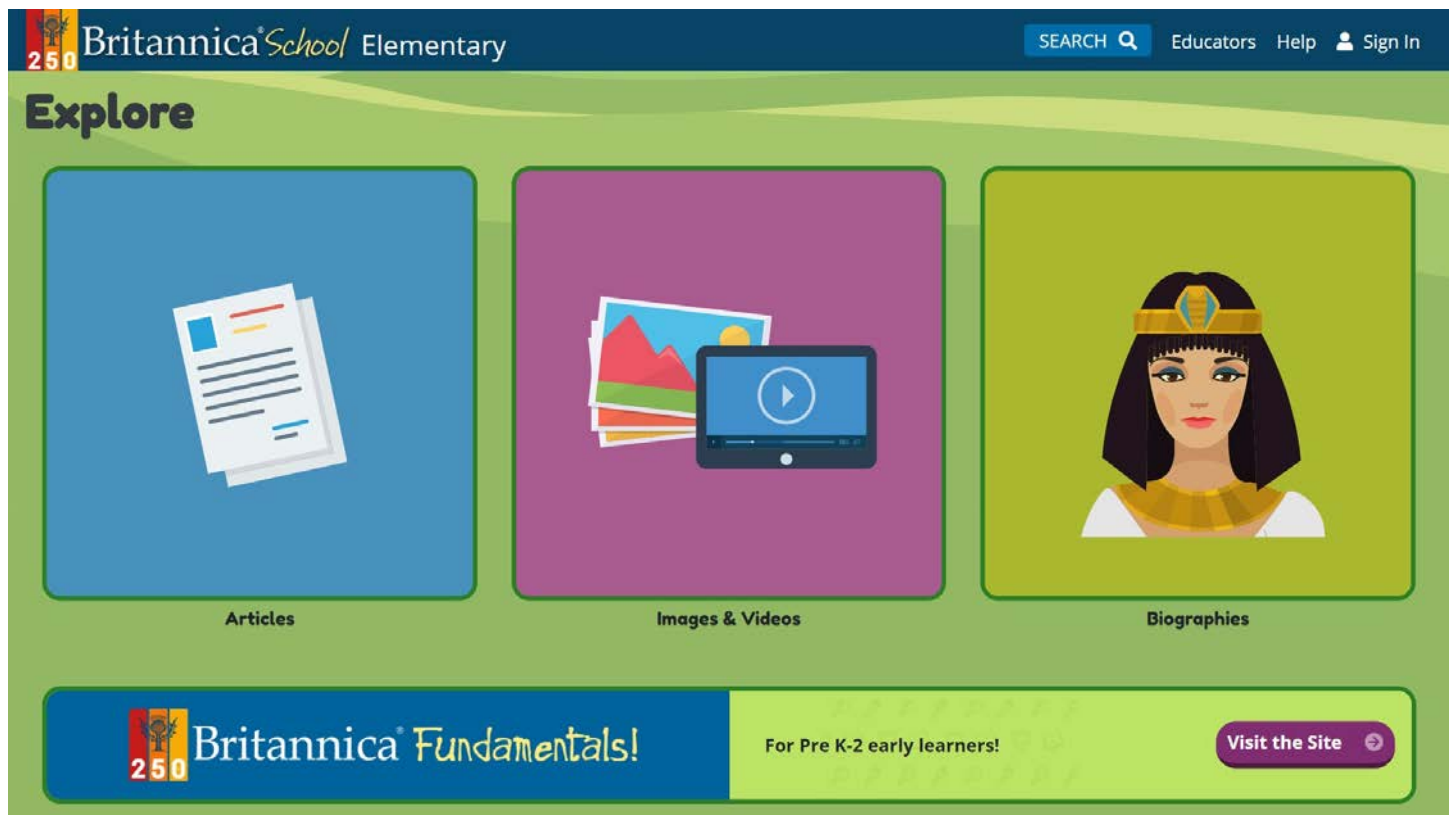 250 Britannica® School Elementary SEARCH Educators Help Sign In
Explore
Articles Images & Videos Biographies
250 Britannica® Fundamentals! For Pre K-2 early learners! Visit the Site